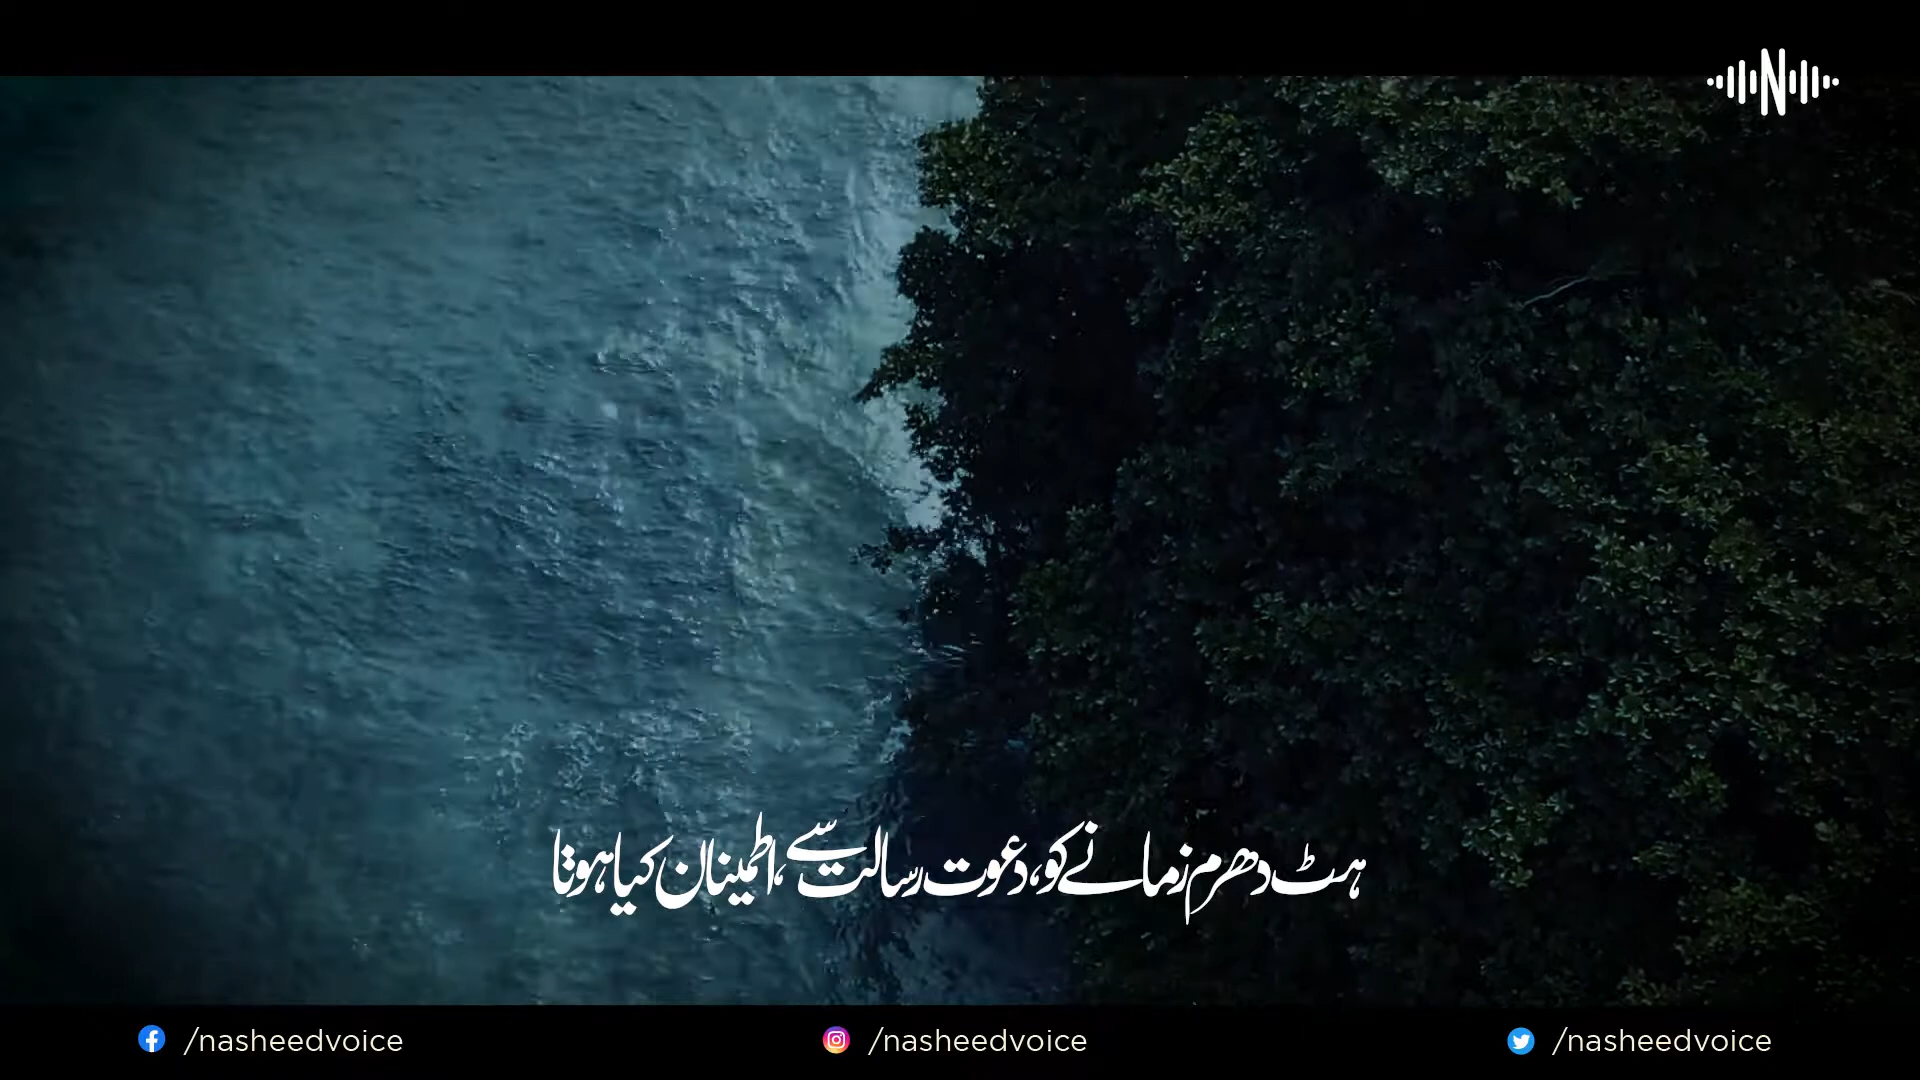 ہٹ دھرم زمانے کو، دعوت رسالت سے، اطمینان کیا ہوتا
/nasheedvoice
/nasheedvoice
/nasheedvoice